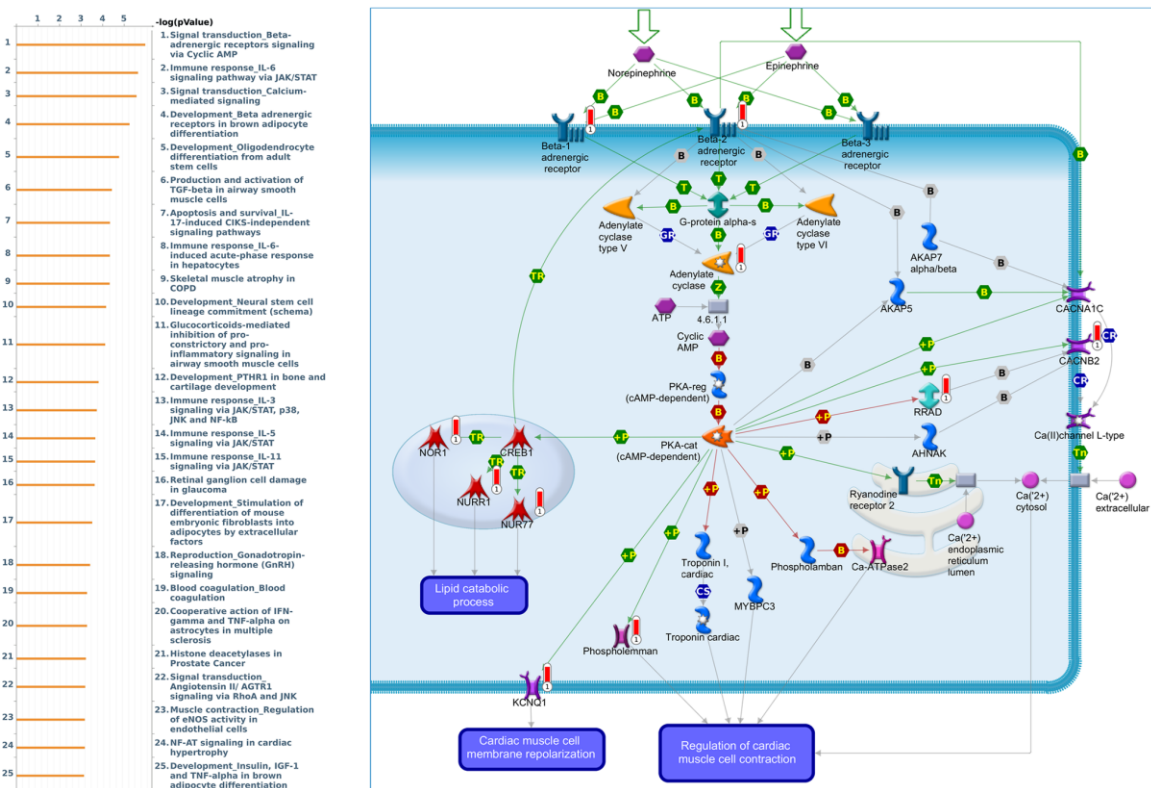 1 2 3 4 5 -log(pValue)
1 1. Signal transduction_Beta-
adrenergic receptors signaling
via Cyclic AMP
2 2. Immune response_IL-6
signaling pathway via JAK/STAT
3 3. Signal transduction_Calcium-
mediated signaling
4 4. Development_Beta adrenergic
receptors in brown adipocyte
differentiation
5 5. Development_Oligodendrocyte
differentiation from adult
stem cells
6 6. Production and activation of
TGF-beta in airway smooth
muscle cells
7 7. Apoptosis and survival_IL-
17-induced CIKS-independent
signaling pathways
8 8. Immune response_IL-6-
induced acute-phase response
in hepatocytes
9 9. Skeletal muscle atrophy in
COPD
10 10. Development_Neural stem cell
lineage commitment (schema)
11 11. Glucocorticoids-mediated
inhibition of pro-
constrictory and pro-
inflammatory signaling in
airway smooth muscle cells
12 12. Development_PTHR1 in bone and
cartilage development
13 13. Immune response_IL-3
signaling via JAK/STAT, p38,
JNK and NF-kB
14 14. Immune response_IL-5
signaling via JAK/STAT
15 15. Immune response_IL-11
signaling via JAK/STAT
16 16. Retinal ganglion cell damage
in glaucoma
17 17. Development_Stimulation of
differentiation of mouse
embryonic fibroblasts into
adipocytes by extracellular
factors
18 18. Reproduction_Gonadotropin-
releasing hormone (GnRH)
signaling
19 19. Blood coagulation_Blood
coagulation
20 20. Cooperative action of IFN-
gamma and TNF-alpha on
astrocytes in multiple
sclerosis
21 21. Histone deacetylases in
Prostate Cancer
22 22. Signal transduction_
Angiotensin II/ AGTR1
signaling via RhoA and JNK
23 23. Muscle contraction_Regulation
of eNOS activity in
endothelial cells
24 24. NF-AT signaling in cardiac
hypertrophy
25 25. Development_Insulin, IGF-1
and TNF-alpha in brown
adipocyte differentiation
Norepinephrine
Epinephrine
B B B B B B
1 1
Beta-1
adrenergic
receptor
Beta-2
adrenergic
receptor
Beta-3
adrenergic
receptor
B B B B B
T T T
B B
Adenylate
cyclase
type V
G-protein alpha-s
Adenylate
cyclase
type VI
GR B GR
AKAP7
alpha/beta
B
1
Adenylate
cyclase
TR
Z
ATP
4.6.1.1
AKAP5
B
CACNA1C
Cyclic
AMP
+P
1
CR
CACNB2
B
PKA-reg
(cAMP-dependent)
B
+P
B
CR
B
+P
RRAD
1
B
Ca(II)channel L-type
NOR1
1
TR
CREB1
+P
PKA-cat
(cAMP-dependent)
+P
AHNAK
+P
Tn
TR TR
NURR1
1
NUR77
1
Ryanodine
receptor 2
Tn
Ca('2+)
cytosol
Ca('2+)
extracellular
+P +P
+P
+P
+P
Ca('2+)
endoplasmic
reticulum
lumen
Troponin I,
cardiac
Phospholamban
B
Ca-ATPase2
CS
Lipid catabolic
process
MYBPC3
Troponin cardiac
1
Phospholemman
1
KCNQ1
Cardiac muscle cell
membrane repolarization
Regulation of cardiac
muscle cell contraction